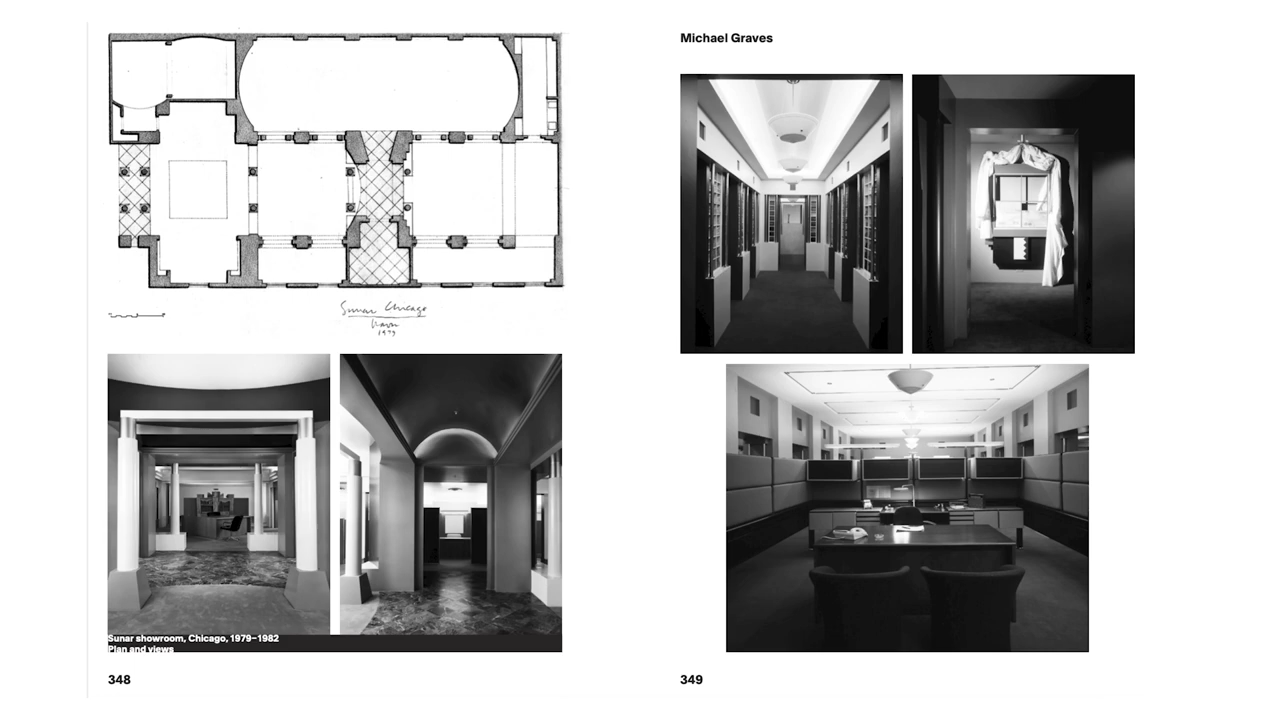 Sunar Chicago
1979
Sunar showroom, Chicago, 1979–1982
Plan and views
348
Michael Graves
349